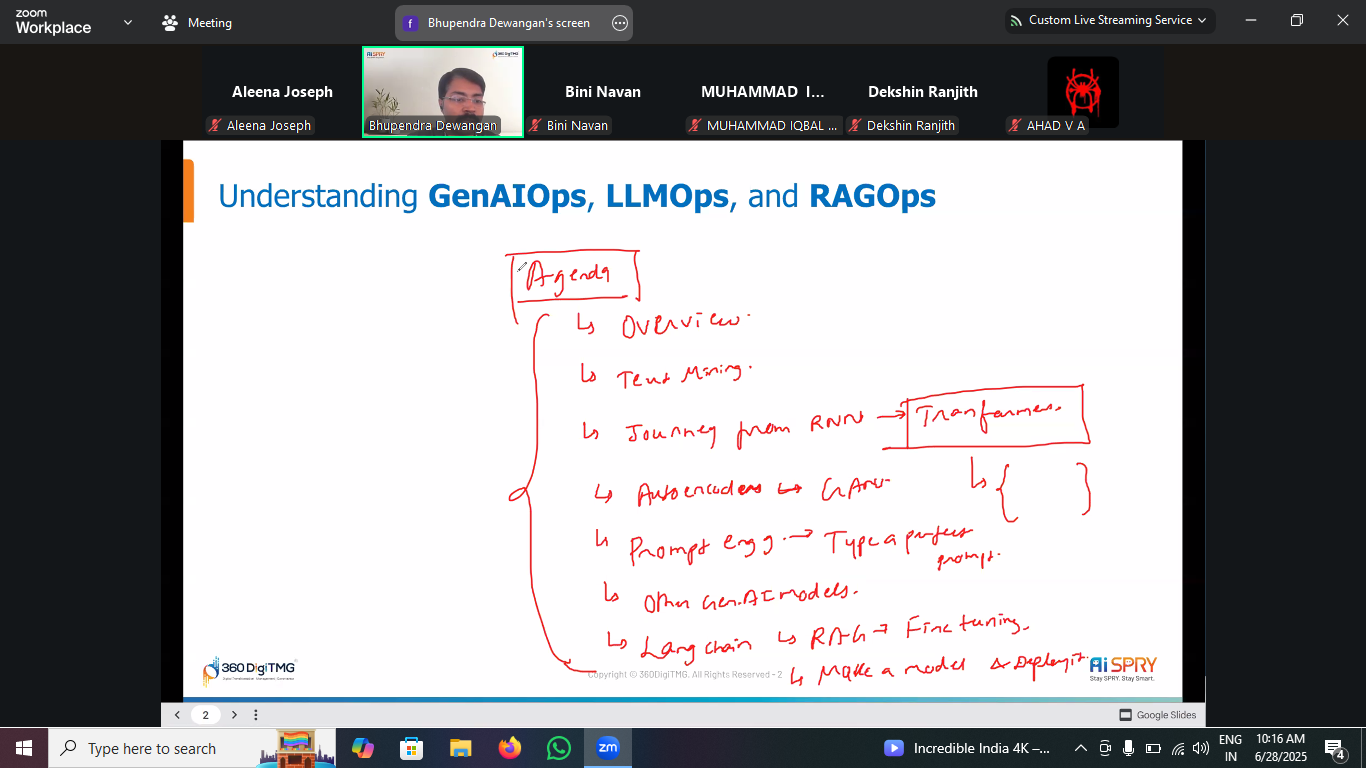 zoom
Workplace
Meeting
Bhupendra Dewangan's screen
Custom Live Streaming Service
Aleena Joseph
Bini Navan
MUHAMMAD I...
Dekshin Ranjith
Aleena Joseph
Bhupendra Dewangan
Bini Navan
MUHAMMAD IQBAL ...
Dekshin Ranjith
AHAD V A
Understanding GenAIOps, LLMOps, and RAGOps
Agenda
↳ Overview.
↳ Text Mining.
↳ Journey from RNN → Tranfarmers.
↳ Autoencoders ↔ GANs
↳ { }
↳ Prompt engg. → Type a perfect
prompt.
↳ Other Gen.AI models.
↳ Lang chain ↳ RAG → Fine tuning.
↳ Make a model & Deploy it.
360DigiTMG
Copyright © 360DigiTMG. All Rights Reserved - 2
Ai SPRY
Stay SPRY. Stay Smart.
2
Google Slides
Type here to search
zm
Incredible India 4K –...
ENG
IN
10:16 AM
6/28/2025
4